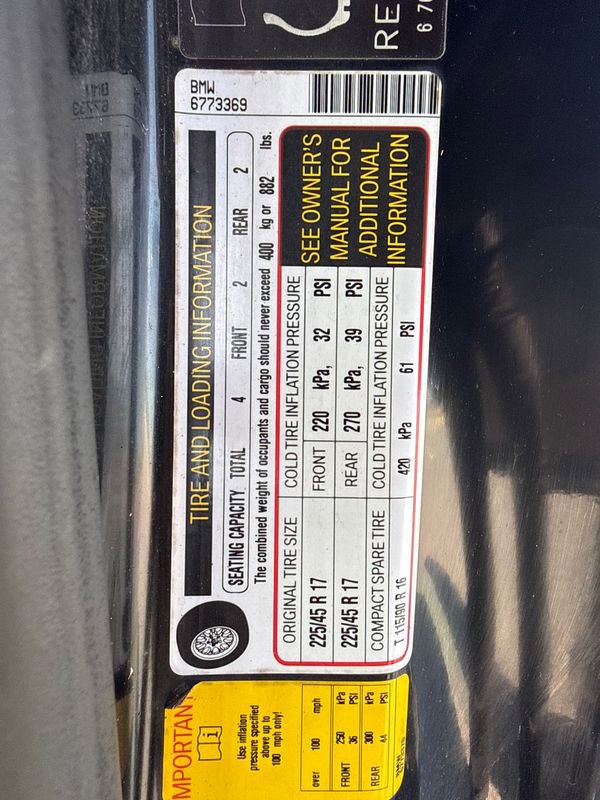 BMW
6773369
TIRE AND LOADING INFORMATION
SEATING CAPACITY TOTAL 4 FRONT 2 REAR 2
The combined weight of occupants and cargo should never exceed 400 kg or 882 lbs.
ORIGINAL TIRE SIZE COLD TIRE INFLATION PRESSURE
225/45 R 17 FRONT 220 kPa, 32 PSI
225/45 R 17 REAR 270 kPa, 39 PSI
COMPACT SPARE TIRE COLD TIRE INFLATION PRESSURE
T 115/90 R 16 420 kPa 61 PSI
SEE OWNER'S
MANUAL FOR
ADDITIONAL
INFORMATION
MPORTAN
Use inflation
pressure specified
above up to
100 mph only!
over 100 mph
FRONT 250 kPa
36 PSI
REAR 300 kPa
44 PSI
RE
6 70